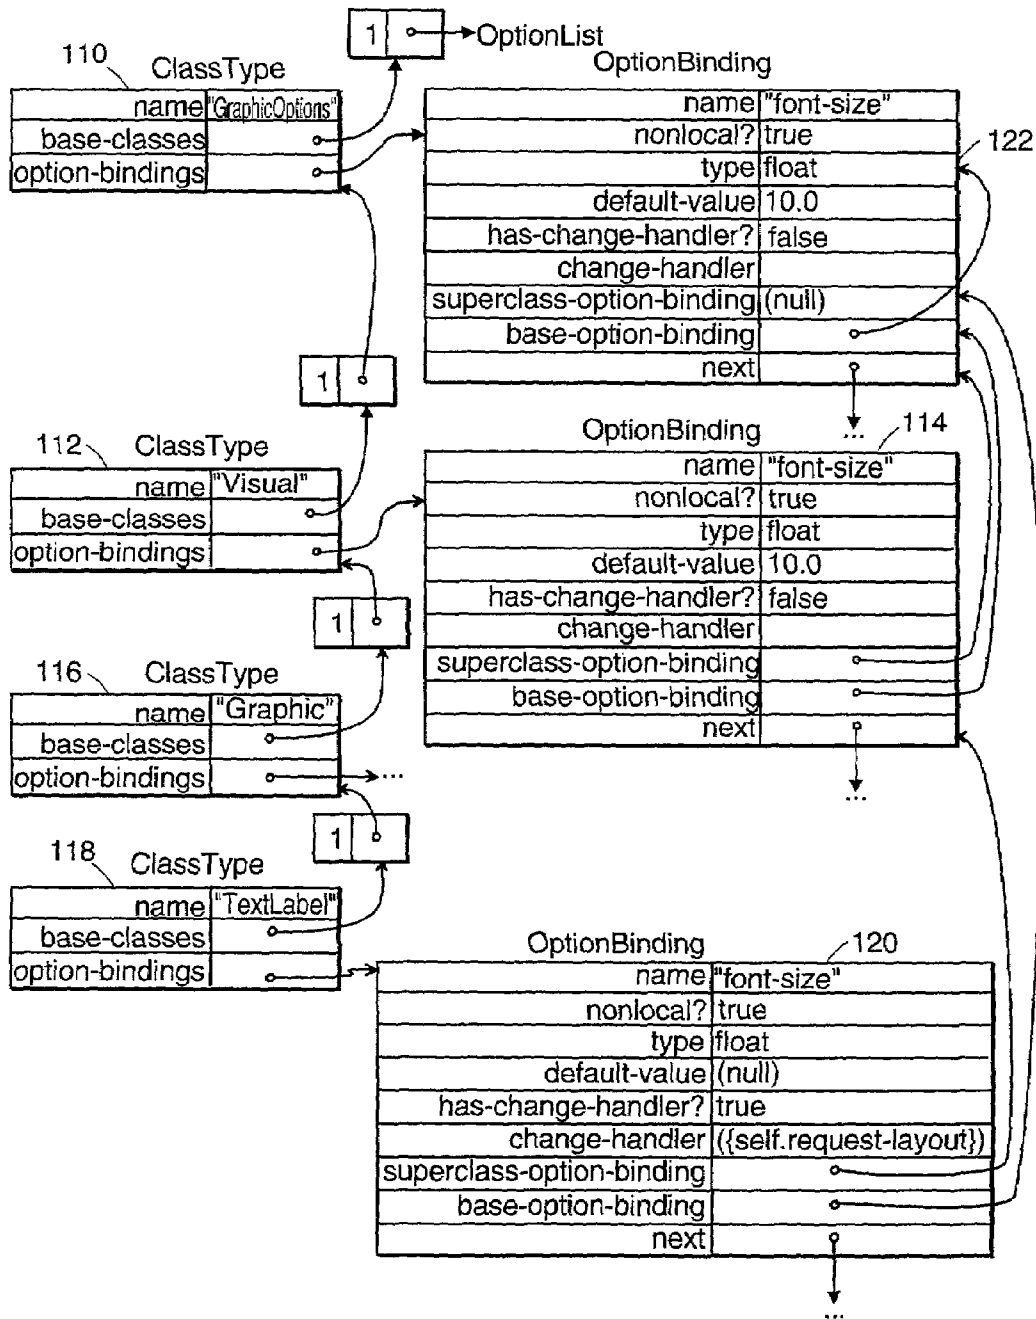 1
OptionList
110
ClassType
name "GraphicOptions"
base-classes
option-bindings
OptionBinding
name "font-size"
nonlocal? true
122
type float
default-value 10.0
has-change-handler? false
change-handler
superclass-option-binding (null)
base-option-binding
next
...
1
112
ClassType
name "Visual"
base-classes
option-bindings
OptionBinding
114
name "font-size"
nonlocal? true
type float
default-value 10.0
has-change-handler? false
change-handler
superclass-option-binding
base-option-binding
next
...
1
116
ClassType
name "Graphic"
base-classes
option-bindings
...
1
118
ClassType
name "TextLabel"
base-classes
option-bindings
OptionBinding
120
name "font-size"
nonlocal? true
type float
default-value (null)
has-change-handler? true
change-handler ({self.request-layout})
superclass-option-binding
base-option-binding
next
...